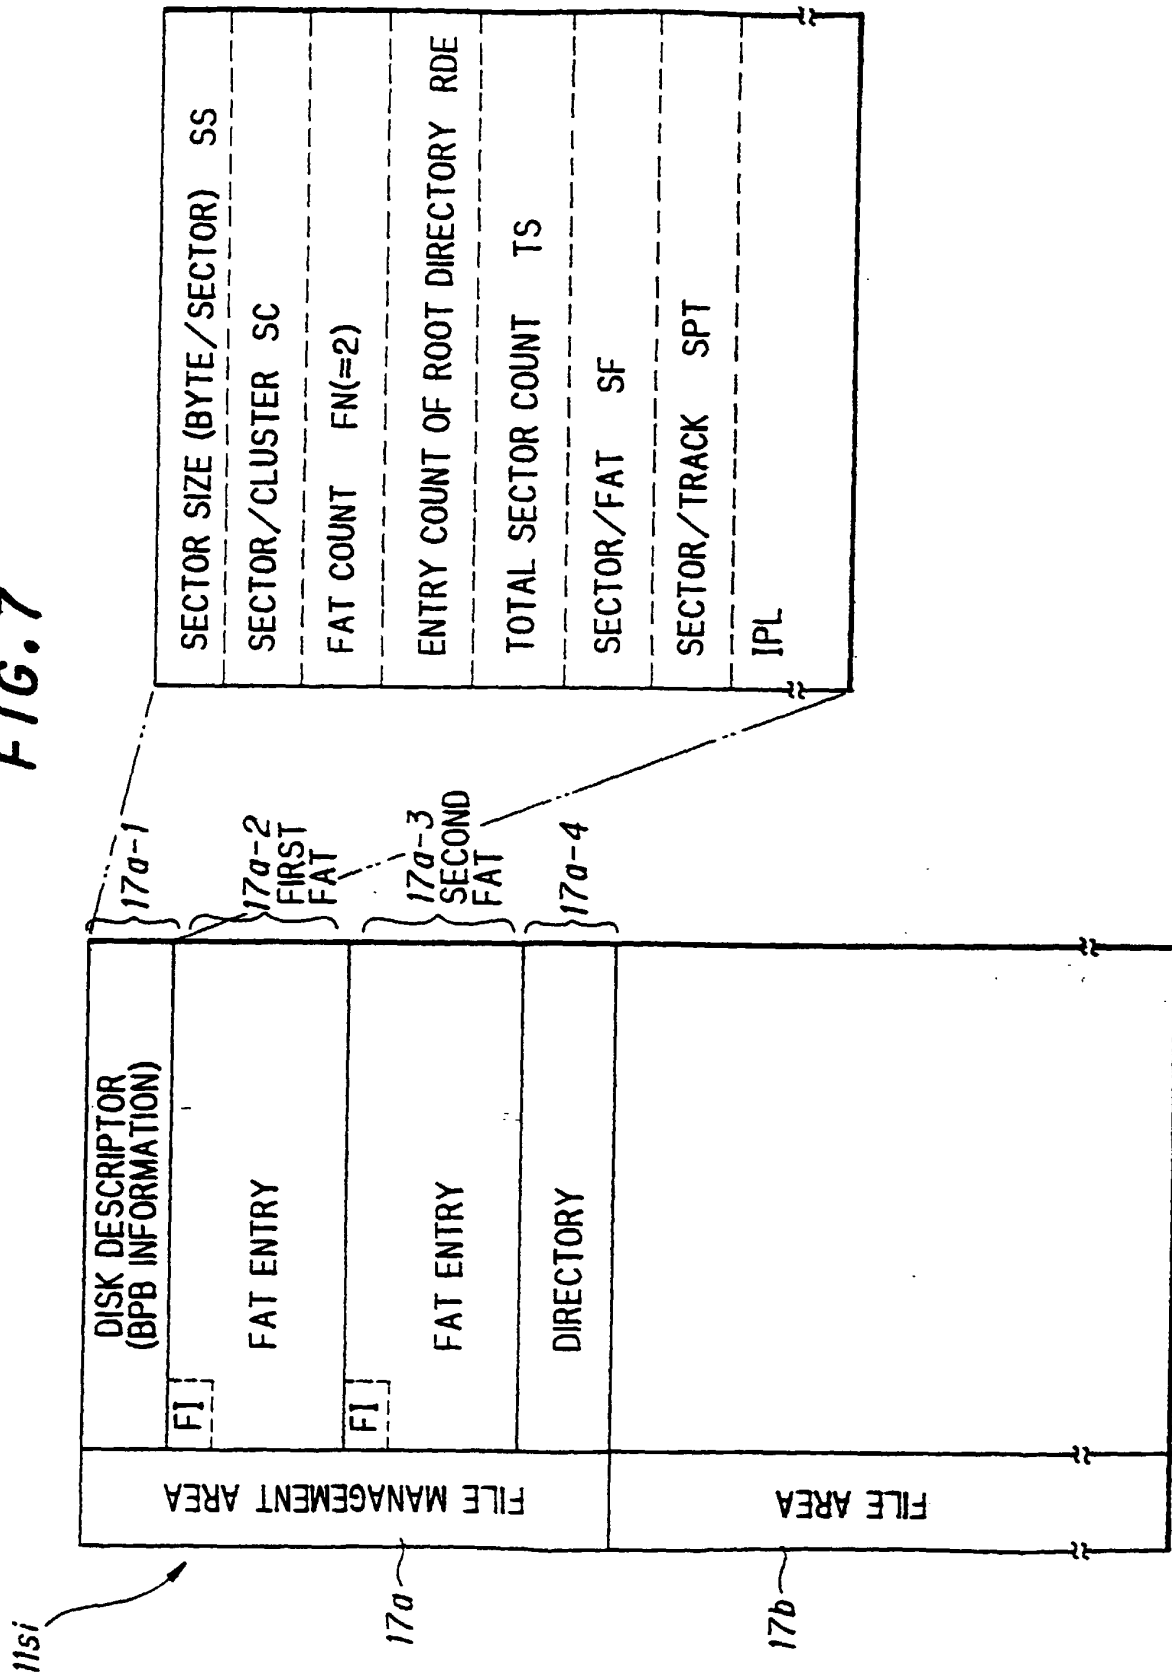 FIG.7
11si
17a
17b
FILE MANAGEMENT AREA
FILE AREA
DISK DESCRIPTOR
(BPB INFORMATION)
FI
FAT ENTRY
FI
FAT ENTRY
DIRECTORY
17a-1
17a-2
FIRST
FAT
17a-3
SECOND
FAT
17a-4
SECTOR SIZE (BYTE/SECTOR) SS
SECTOR/CLUSTER SC
FAT COUNT FN(=2)
ENTRY COUNT OF ROOT DIRECTORY RDE
TOTAL SECTOR COUNT TS
SECTOR/FAT SF
SECTOR/TRACK SPT
IPL